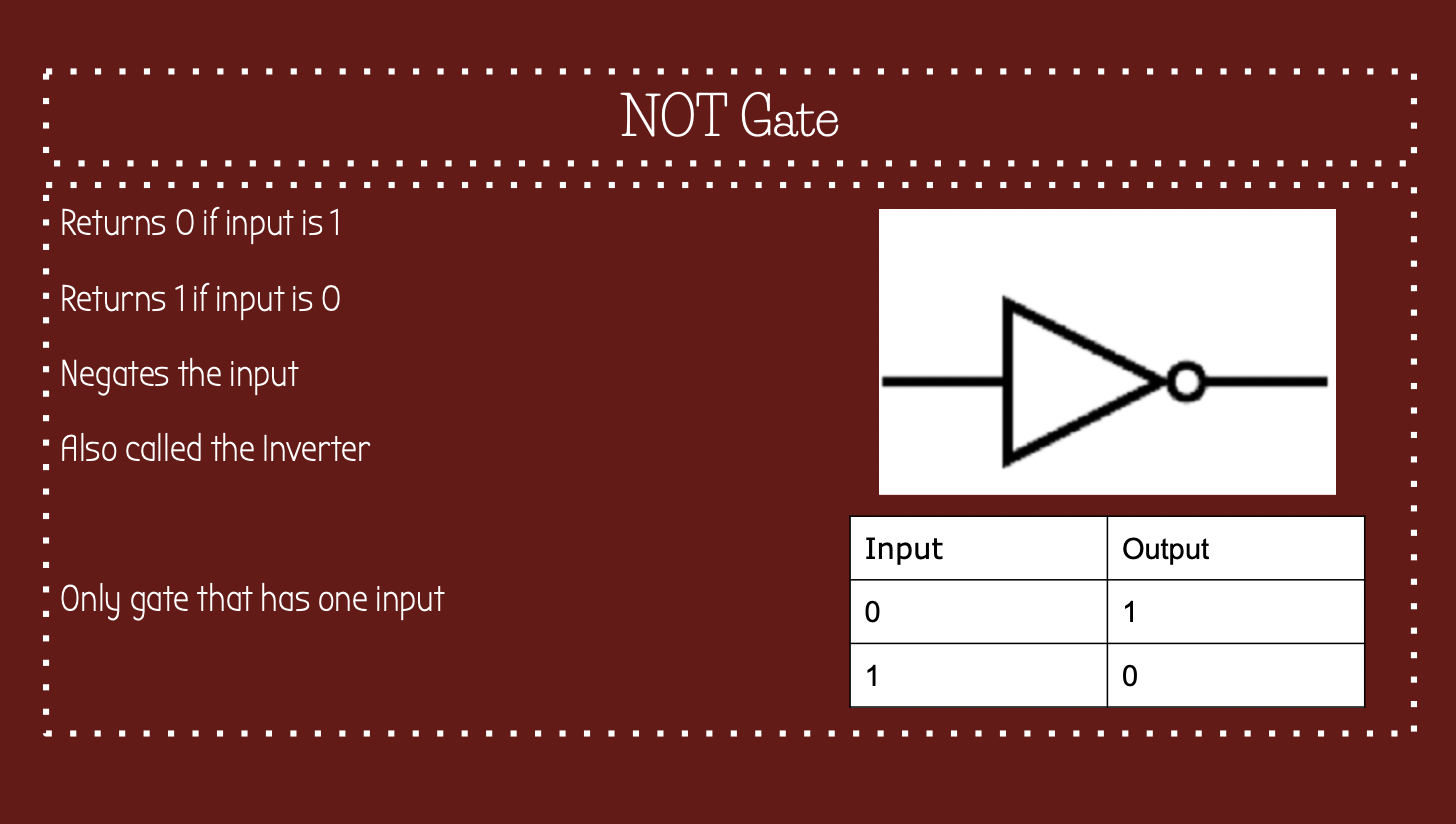 NOT Gate
Returns 0 if input is 1
Returns 1 if input is 0
Negates the input
Also called the Inverter
Only gate that has one input
Input Output
0 1
1 0